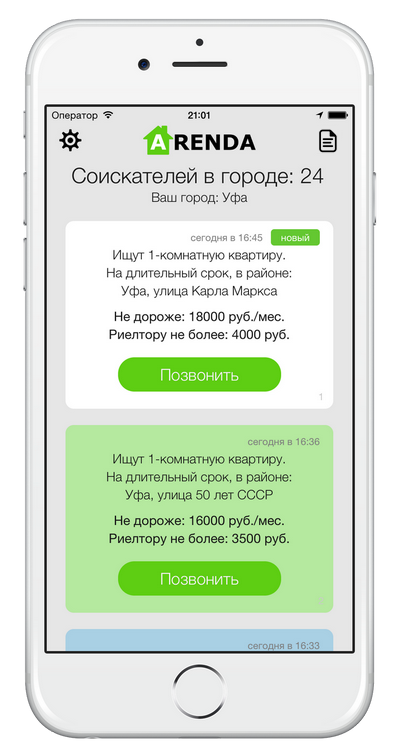 Оператор 21:01
ARENDA
Соискателей в городе: 24
Ваш город: Уфа
сегодня в 16:45 новый
Ищут 1-комнатную квартиру.
На длительный срок, в районе:
Уфа, улица Карла Маркса
Не дороже: 18000 руб./мес.
Риелтору не более: 4000 руб.
Позвонить
1
сегодня в 16:36
Ищут 1-комнатную квартиру.
На длительный срок, в районе:
Уфа, улица 50 лет СССР
Не дороже: 16000 руб./мес.
Риелтору не более: 3500 руб.
Позвонить
сегодня в 16:33